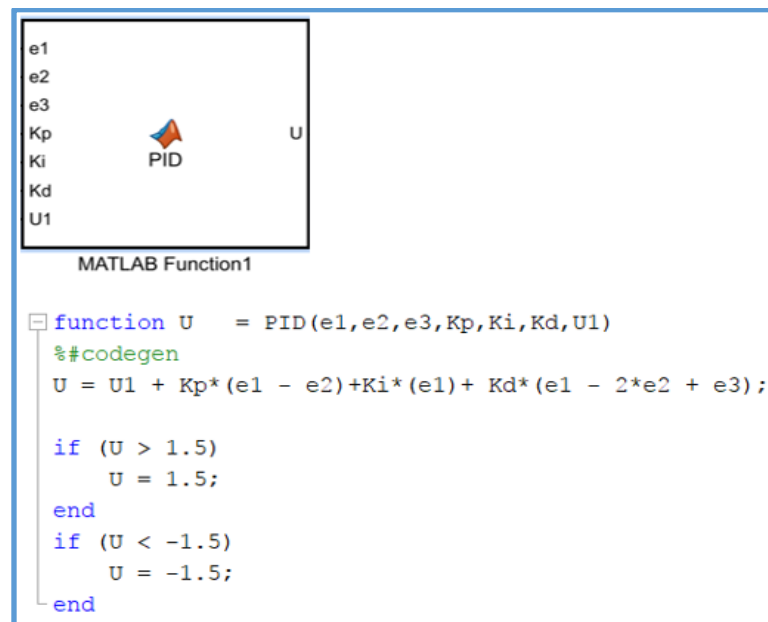 e1
e2
e3
Kp
Ki
Kd
U1
PID
U
MATLAB Function1
function U   = PID(e1,e2,e3,Kp,Ki,Kd,U1)
%#codegen
U = U1 + Kp*(e1 - e2)+Ki*(e1)+ Kd*(e1 - 2*e2 + e3);
if (U > 1.5)
    U = 1.5;
end
if (U < -1.5)
    U = -1.5;
end